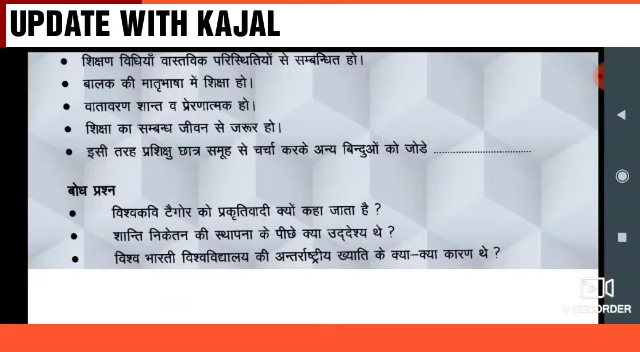 UPDATE WITH KAJAL
• शिक्षण विधियाँ वास्तविक परिस्थितियों से सम्बन्धित हो।
• बालक की मातृभाषा में शिक्षा हो।
• वातावरण शान्त व प्रेरणात्मक हो।
• शिक्षा का सम्बन्ध जीवन से जरूर हो।
• इसी तरह प्रशिक्षु छात्र समूह से चर्चा करके अन्य बिन्दुओं को जोडे ................................
बोध प्रश्न
• विश्वकवि टैगोर को प्रकृतिवादी क्यों कहा जाता है ?
• शान्ति निकेतन की स्थापना के पीछे क्या उद्देश्य थे ?
• विश्व भारती विश्वविद्यालय की अन्तर्राष्ट्रीय ख्याति के क्या–क्या कारण थे ?
V RECORDER